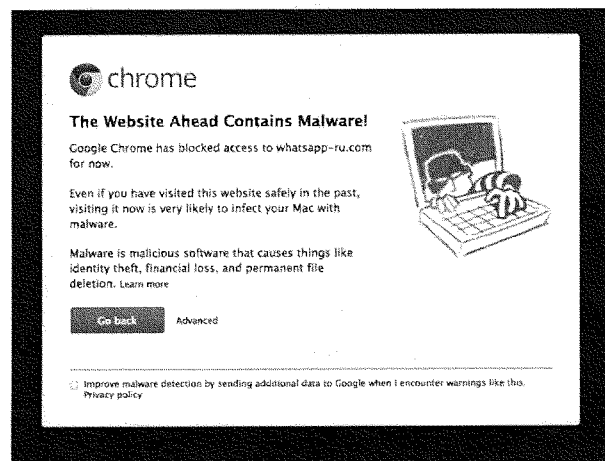 chrome
The Website Ahead Contains Malware!
Google Chrome has blocked access to whatsapp-ru.com
for now.
Even if you have visited this website safely in the past,
visiting it now is very likely to infect your Mac with
malware.
Malware is malicious software that causes things like
identity theft, financial loss, and permanent file
deletion. Learn more
Go back Advanced
Improve malware detection by sending additional data to Google when I encounter warnings like this.
Privacy policy